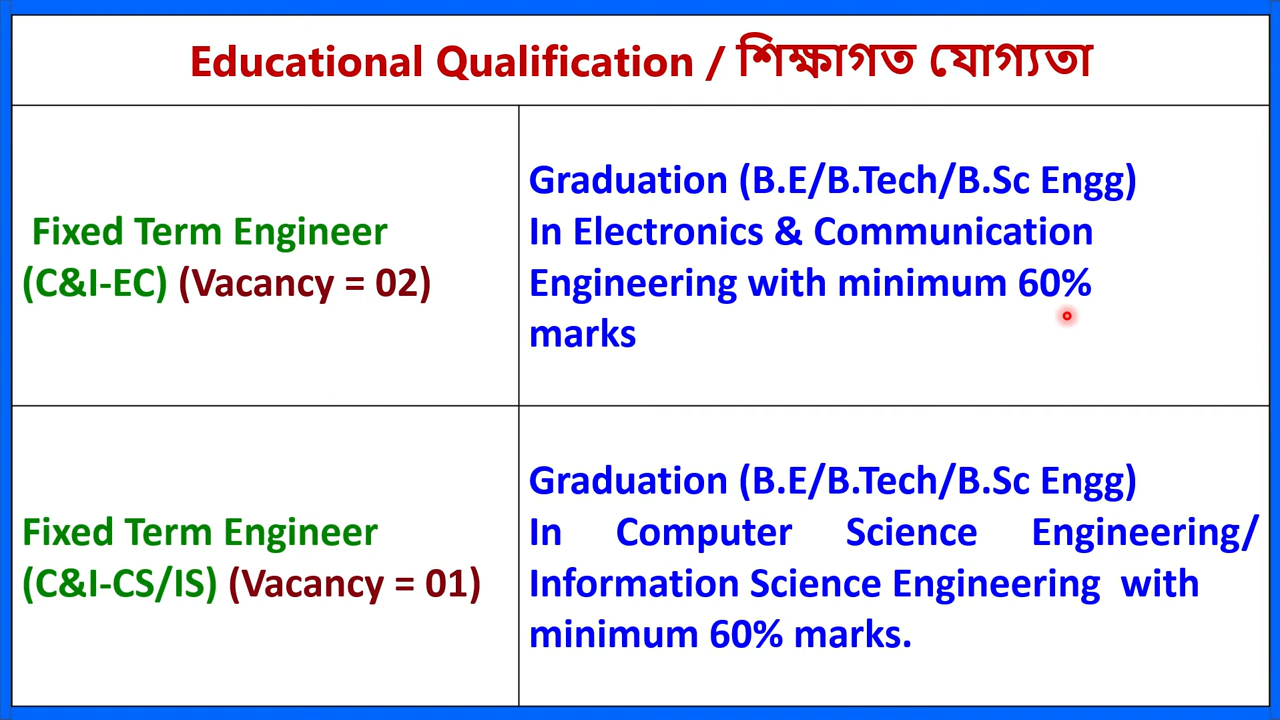 Educational Qualification / শিক্ষাগত যোগ্যতা
Fixed Term Engineer
(C&I-EC) (Vacancy = 02)
Graduation (B.E/B.Tech/B.Sc Engg)
In Electronics & Communication
Engineering with minimum 60%
marks
Fixed Term Engineer
(C&I-CS/IS) (Vacancy = 01)
Graduation (B.E/B.Tech/B.Sc Engg)
In Computer Science Engineering/
Information Science Engineering with
minimum 60% marks.